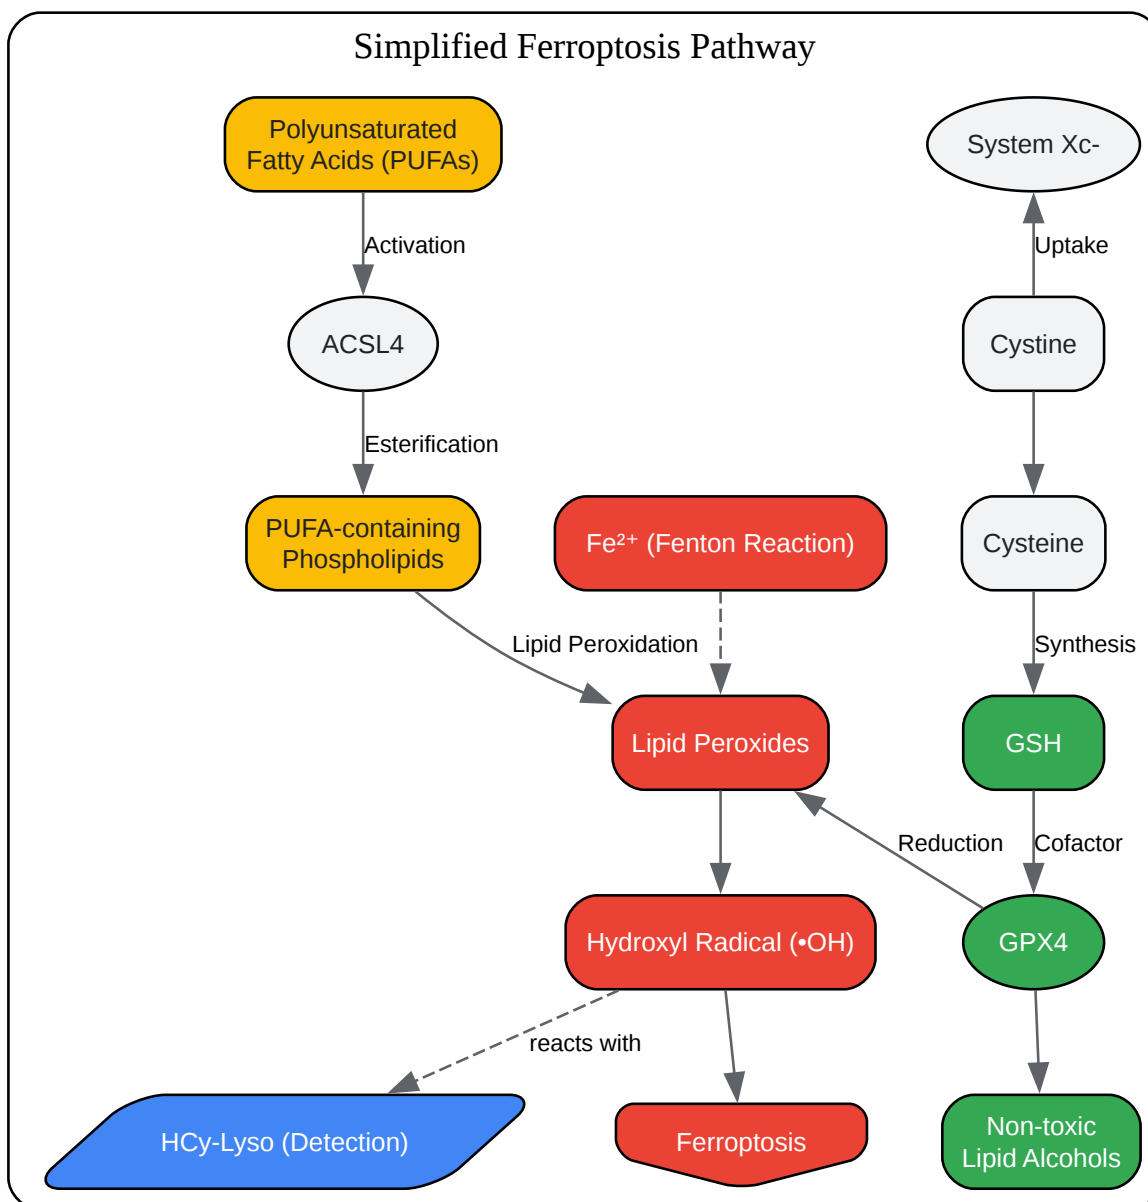 Simplified Ferroptosis Pathway
Polyunsaturated
Fatty Acids (PUFAs)
System Xc-
Activation
Uptake
ACSL4
Cystine
Esterification
PUFA-containing
Phospholipids
Fe²⁺ (Fenton Reaction)
Cysteine
Lipid Peroxidation
Synthesis
Lipid Peroxides
GSH
Reduction
Cofactor
Hydroxyl Radical (•OH)
GPX4
reacts with
HCy-Lyso (Detection)
Ferroptosis
Non-toxic
Lipid Alcohols